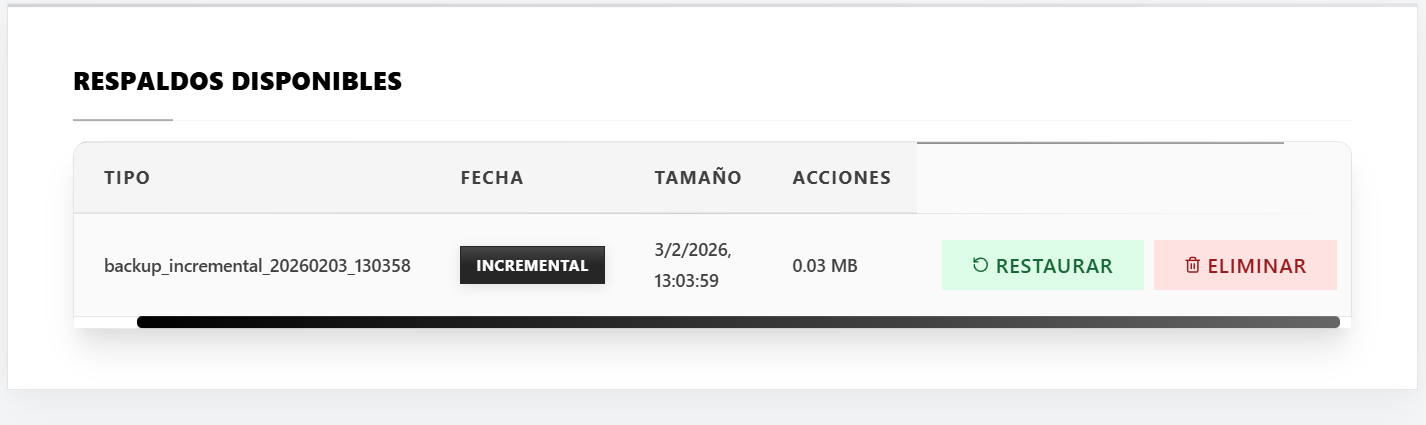 RESPALDOS DISPONIBLES
TIPO FECHA TAMAÑO ACCIONES
backup_incremental_20260203_130358 INCREMENTAL 3/2/2026, 13:03:59 0.03 MB RESTAURAR ELIMINAR